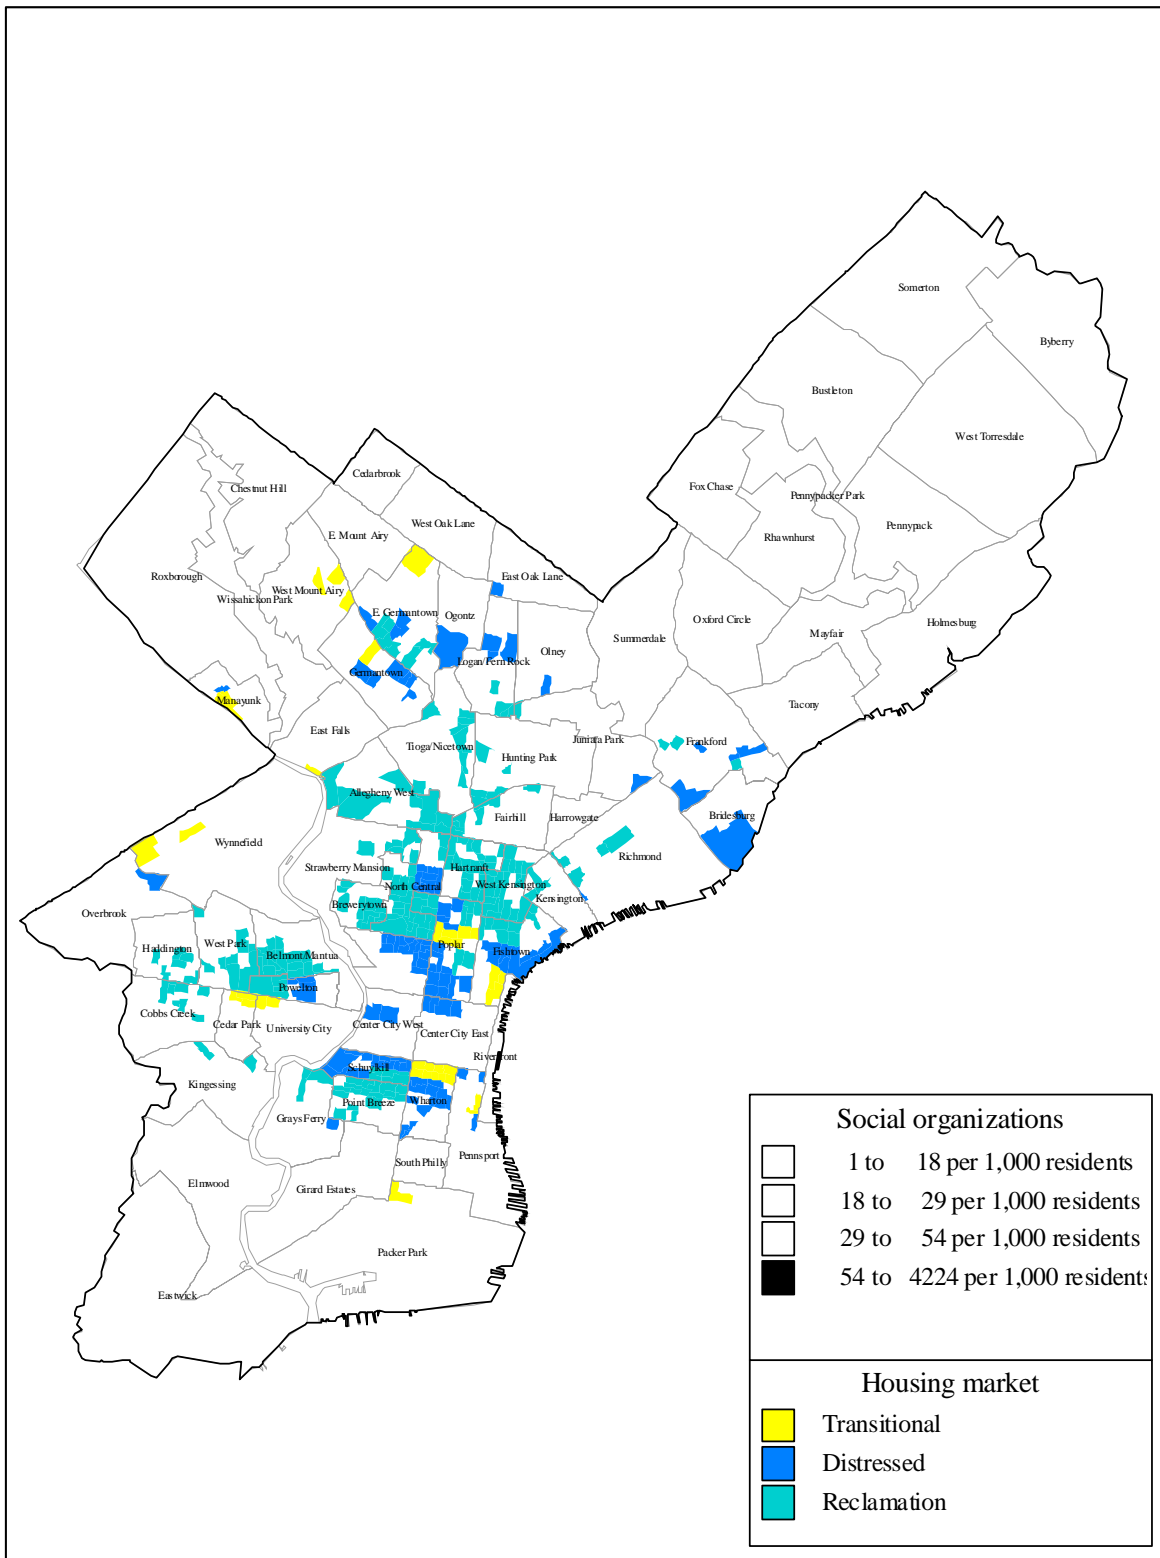 Somerton
Byberry
Bustleton
West Torresdale
Fox Chase
Pennypacker Park
Pennypack
Rhawnhurst
Cedarbrook
Chestnut Hill
West Oak Lane
E. Mount Airy
East Oak Lane
Roxborough
West Mount Airy
Wissahickon Park
E. Germantown
Ogontz
Oxford Circle
Summerdale
Mayfair
Holmesburg
Olney
Logan/Fern Rock
Germantown
Manayunk
Tacony
East Falls
Tioga/Nicetown
Juniata Park
Frankford
Hunting Park
Allegheny West
Fairhill
Harrowgate
Bridesburg
Wynnefield
Richmond
Strawberry Mansion
Hartranft
North Central
West Kensington
Kensington
Brewerytown
Overbrook
West Park
Haddington
Poplar
Fishtown
Belmont/Mantua
Powelton
Cobbs Creek
Cedar Park
University City
Center City West
Center City East
Riverfront
Schuylkill
Kingessing
Point Breeze
Wharton
Grays Ferry
Pennsport
South Philly
Elmwood
Girard Estates
Packer Park
Eastwick
Social organizations
1 to 18 per 1,000 residents
18 to 29 per 1,000 residents
29 to 54 per 1,000 residents
54 to 4224 per 1,000 residents
Housing market
Transitional
Distressed
Reclamation